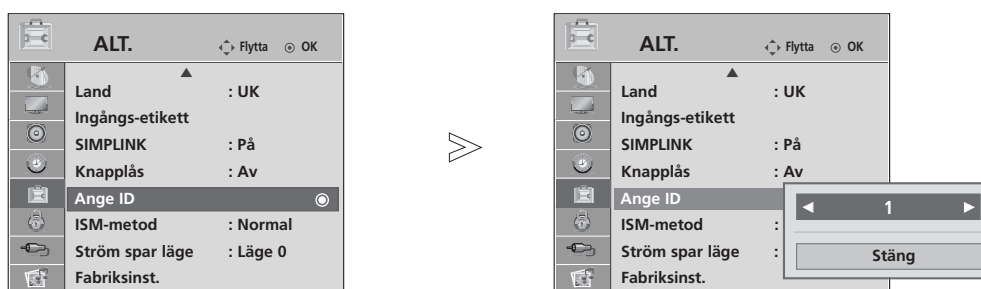 ALT. Flytta OK
Land : UK
Ingångs-etikett
SIMPLINK : På
Knapplås : Av
Ange ID
ISM-metod : Normal
Ström spar läge : Läge 0
Fabriksinst.
ALT. Flytta OK
Land : UK
Ingångs-etikett
SIMPLINK : På
Knapplås : Av
Ange ID
ISM-metod :
Ström spar läge :
Fabriksinst.
1
Stäng